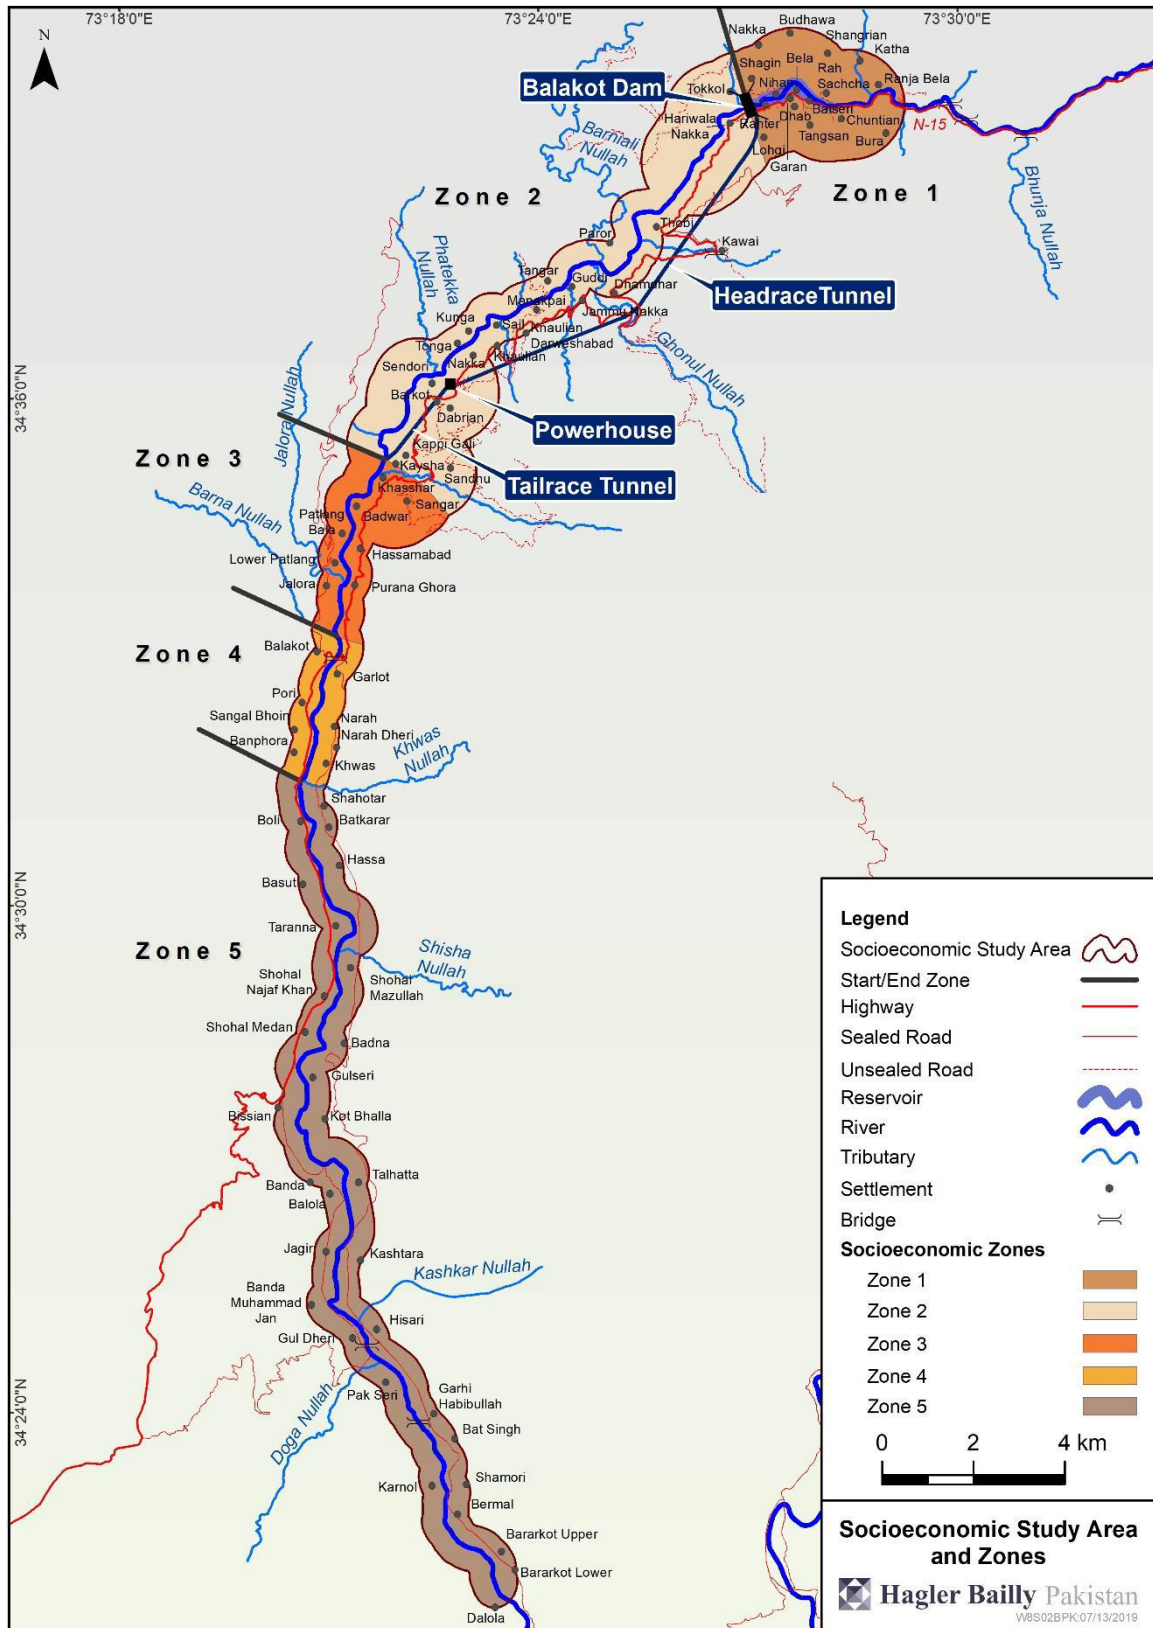 73°18'0"E
73°24'0"E
73°30'0"E
N
Nakka
Budhawa
Shangrian
Katha
Shagin
Bela
Rah
Tokkol
Nihan
Sachcha
Ranja Bela
Balakot Dam
Batseri
Hariwala
Nakka
Ranter
Dhab
Chuntian
N-15
Tangsan
Bura
Lohgi
Garan
Barniali
Nullah
Bhunja Nullah
Zone 2
Zone 1
Phatekka
Nullah
Paror
Thobi
Kawai
Tangar
Guddi
Dhamdhar
Headrace Tunnel
Manakpai
Jammu Nakka
Kunga
Sail
Khaulian
Darweshabad
Tonga
Nakka
Khaulian
Ghonul Nullah
Sendori
34°36'0"N
Jalora Nullah
Barkot
Dabrian
Powerhouse
Kappi Gali
Zone 3
Kaysha
Sandhu
Tailrace Tunnel
Khasshar
Barna Nullah
Sangar
Patlang
Bala
Badwar
Lower Patlang
Hassamabad
Jalora
Purana Ghora
Balakot
Zone 4
Garlot
Pori
Sangal Bhoin
Narah
Banphora
Narah Dheri
Khwas
Nullah
Khwas
Shahotar
Boli
Batkarar
Hassa
Basut
34°30'0"N
Taranna
Zone 5
Shisha
Nullah
Shohal
Najaf Khan
Shohal
Mazullah
Shohal Medan
Badna
Gulseri
Bissian
Kot Bhalla
Banda
Talhatta
Balola
Jagir
Kashtara
Kashkar Nullah
Banda
Muhammad
Jan
Hisari
Gul Dheri
Pak Seri
Garhi
Habibullah
34°24'0"N
Doga Nullah
Bat Singh
Karnol
Shamori
Bermal
Bararkot Upper
Bararkot Lower
Dalola
Legend
Socioeconomic Study Area
Start/End Zone
Highway
Sealed Road
Unsealed Road
Reservoir
River
Tributary
Settlement
Bridge
Socioeconomic Zones
Zone 1
Zone 2
Zone 3
Zone 4
Zone 5
0 2 4 km
Socioeconomic Study Area
and Zones
Hagler Bailly Pakistan
W8S02BPK:07/13/2019